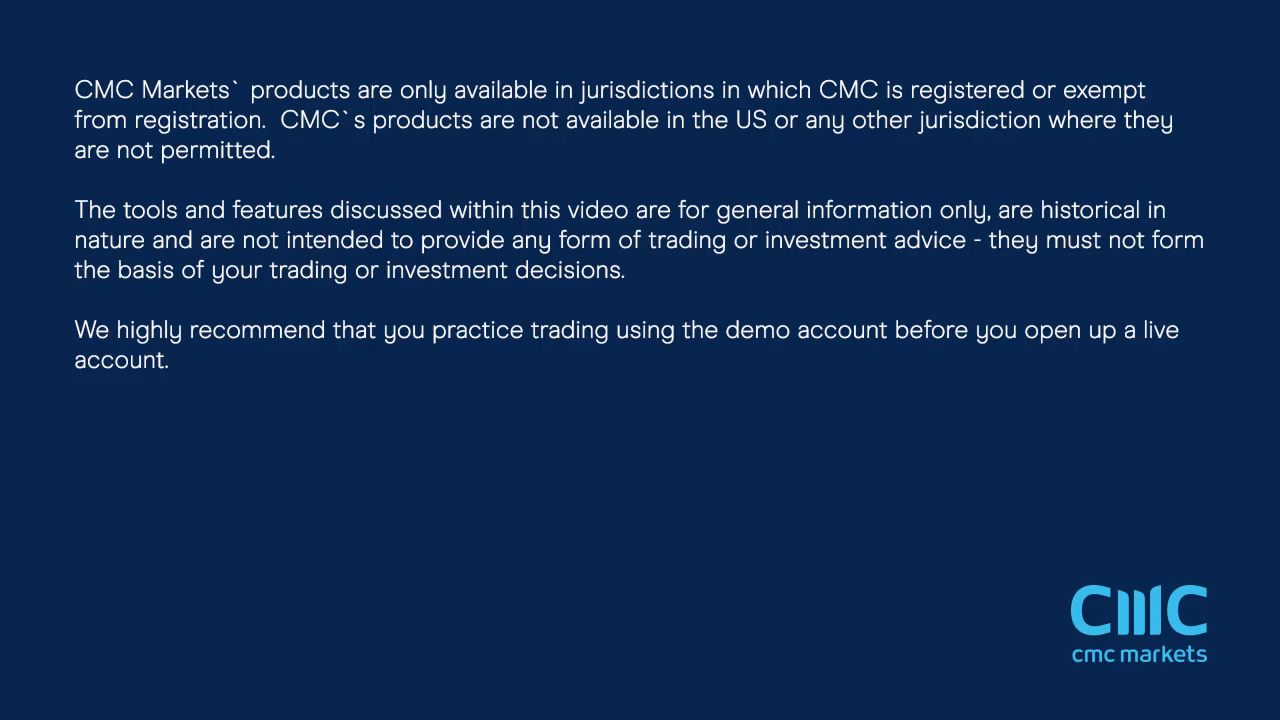 CMC Markets` products are only available in jurisdictions in which CMC is registered or exempt
from registration.  CMC`s products are not available in the US or any other jurisdiction where they
are not permitted.
The tools and features discussed within this video are for general information only, are historical in
nature and are not intended to provide any form of trading or investment advice - they must not form
the basis of your trading or investment decisions.
We highly recommend that you practice trading using the demo account before you open up a live
account.
CMC
cmc markets